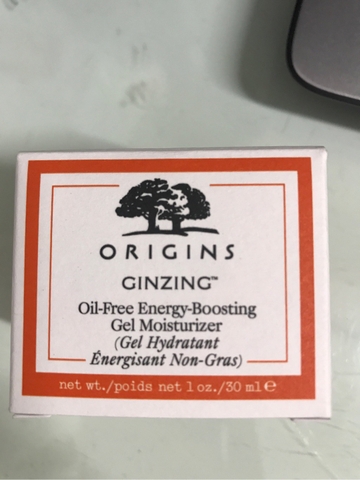 ORIGINS
GINZING™
Oil-Free Energy-Boosting
Gel Moisturizer
(Gel Hydratant
Énergisant Non-Gras)
net wt./poids net 1 oz./30 ml ℮